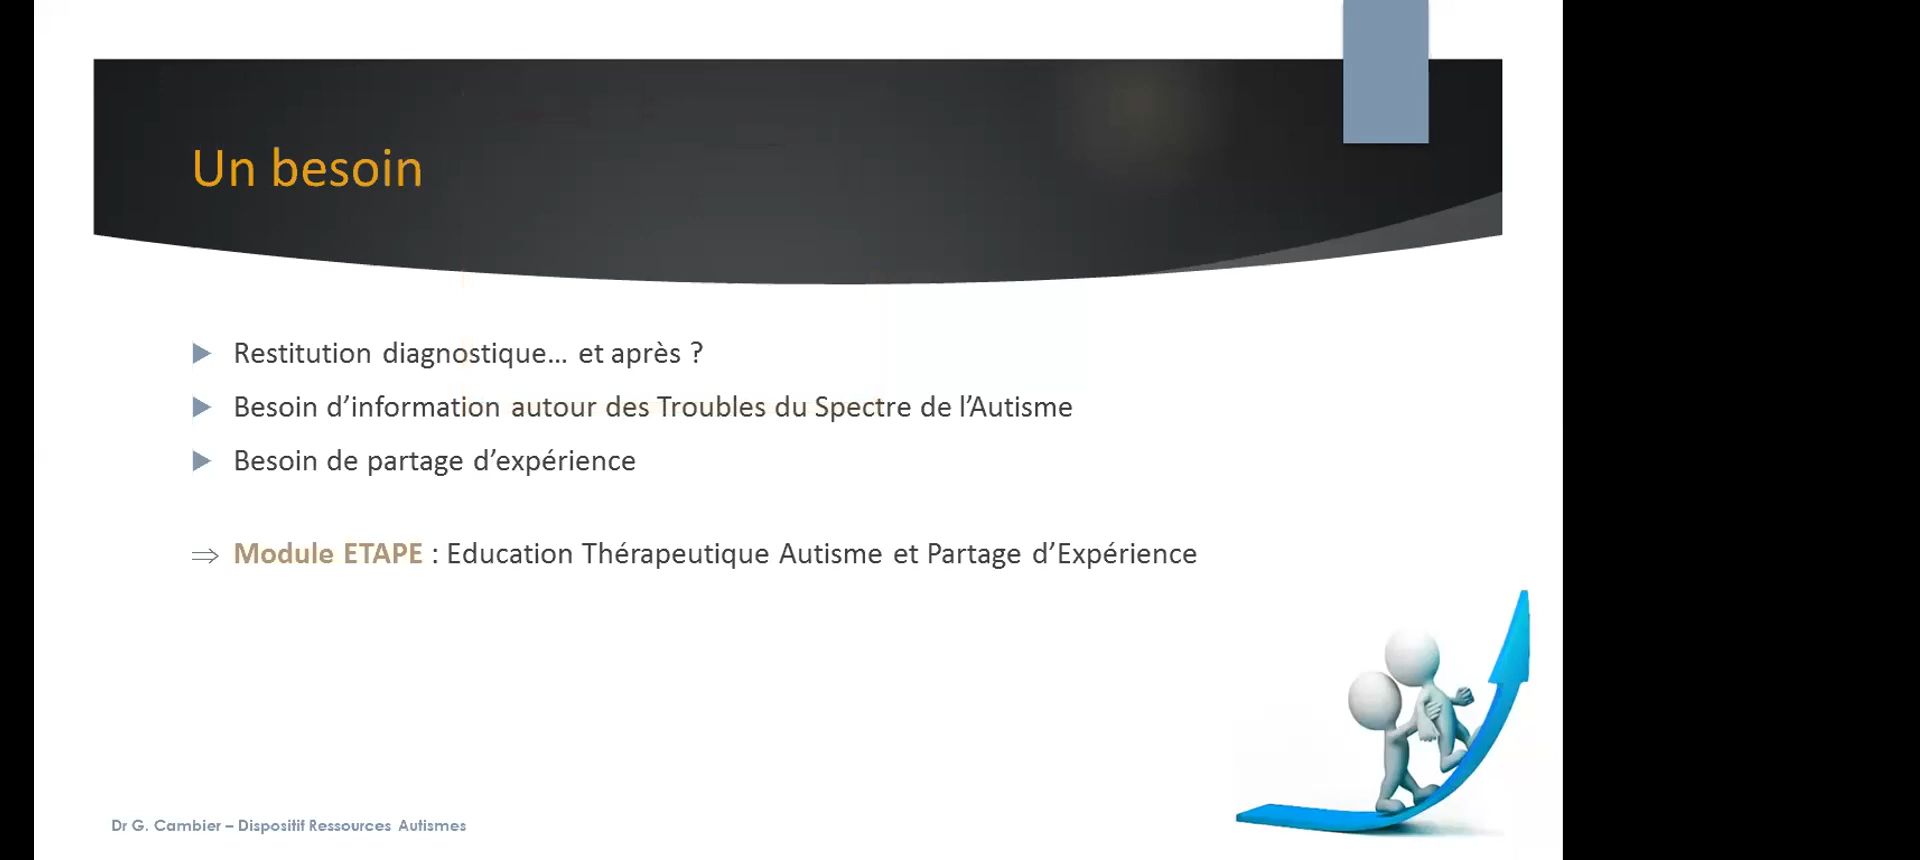 Un besoin
Restitution diagnostique… et après ?
Besoin d’information autour des Troubles du Spectre de l’Autisme
Besoin de partage d’expérience
⇒ Module ETAPE : Education Thérapeutique Autisme et Partage d’Expérience
Dr G. Cambier – Dispositif Ressources Autismes